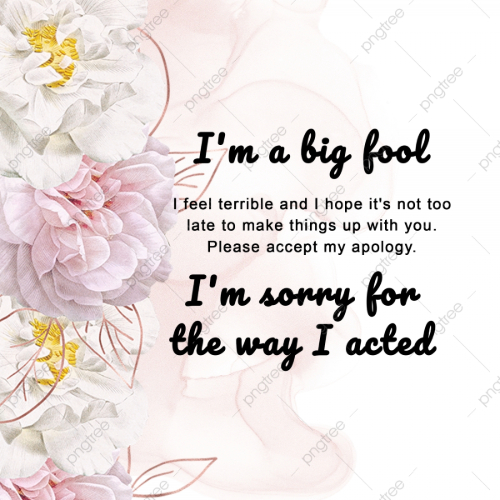 I'm a big fool
I feel terrible and I hope it's not too
late to make things up with you.
Please accept my apology.
I'm sorry for
the way I acted
pngtree